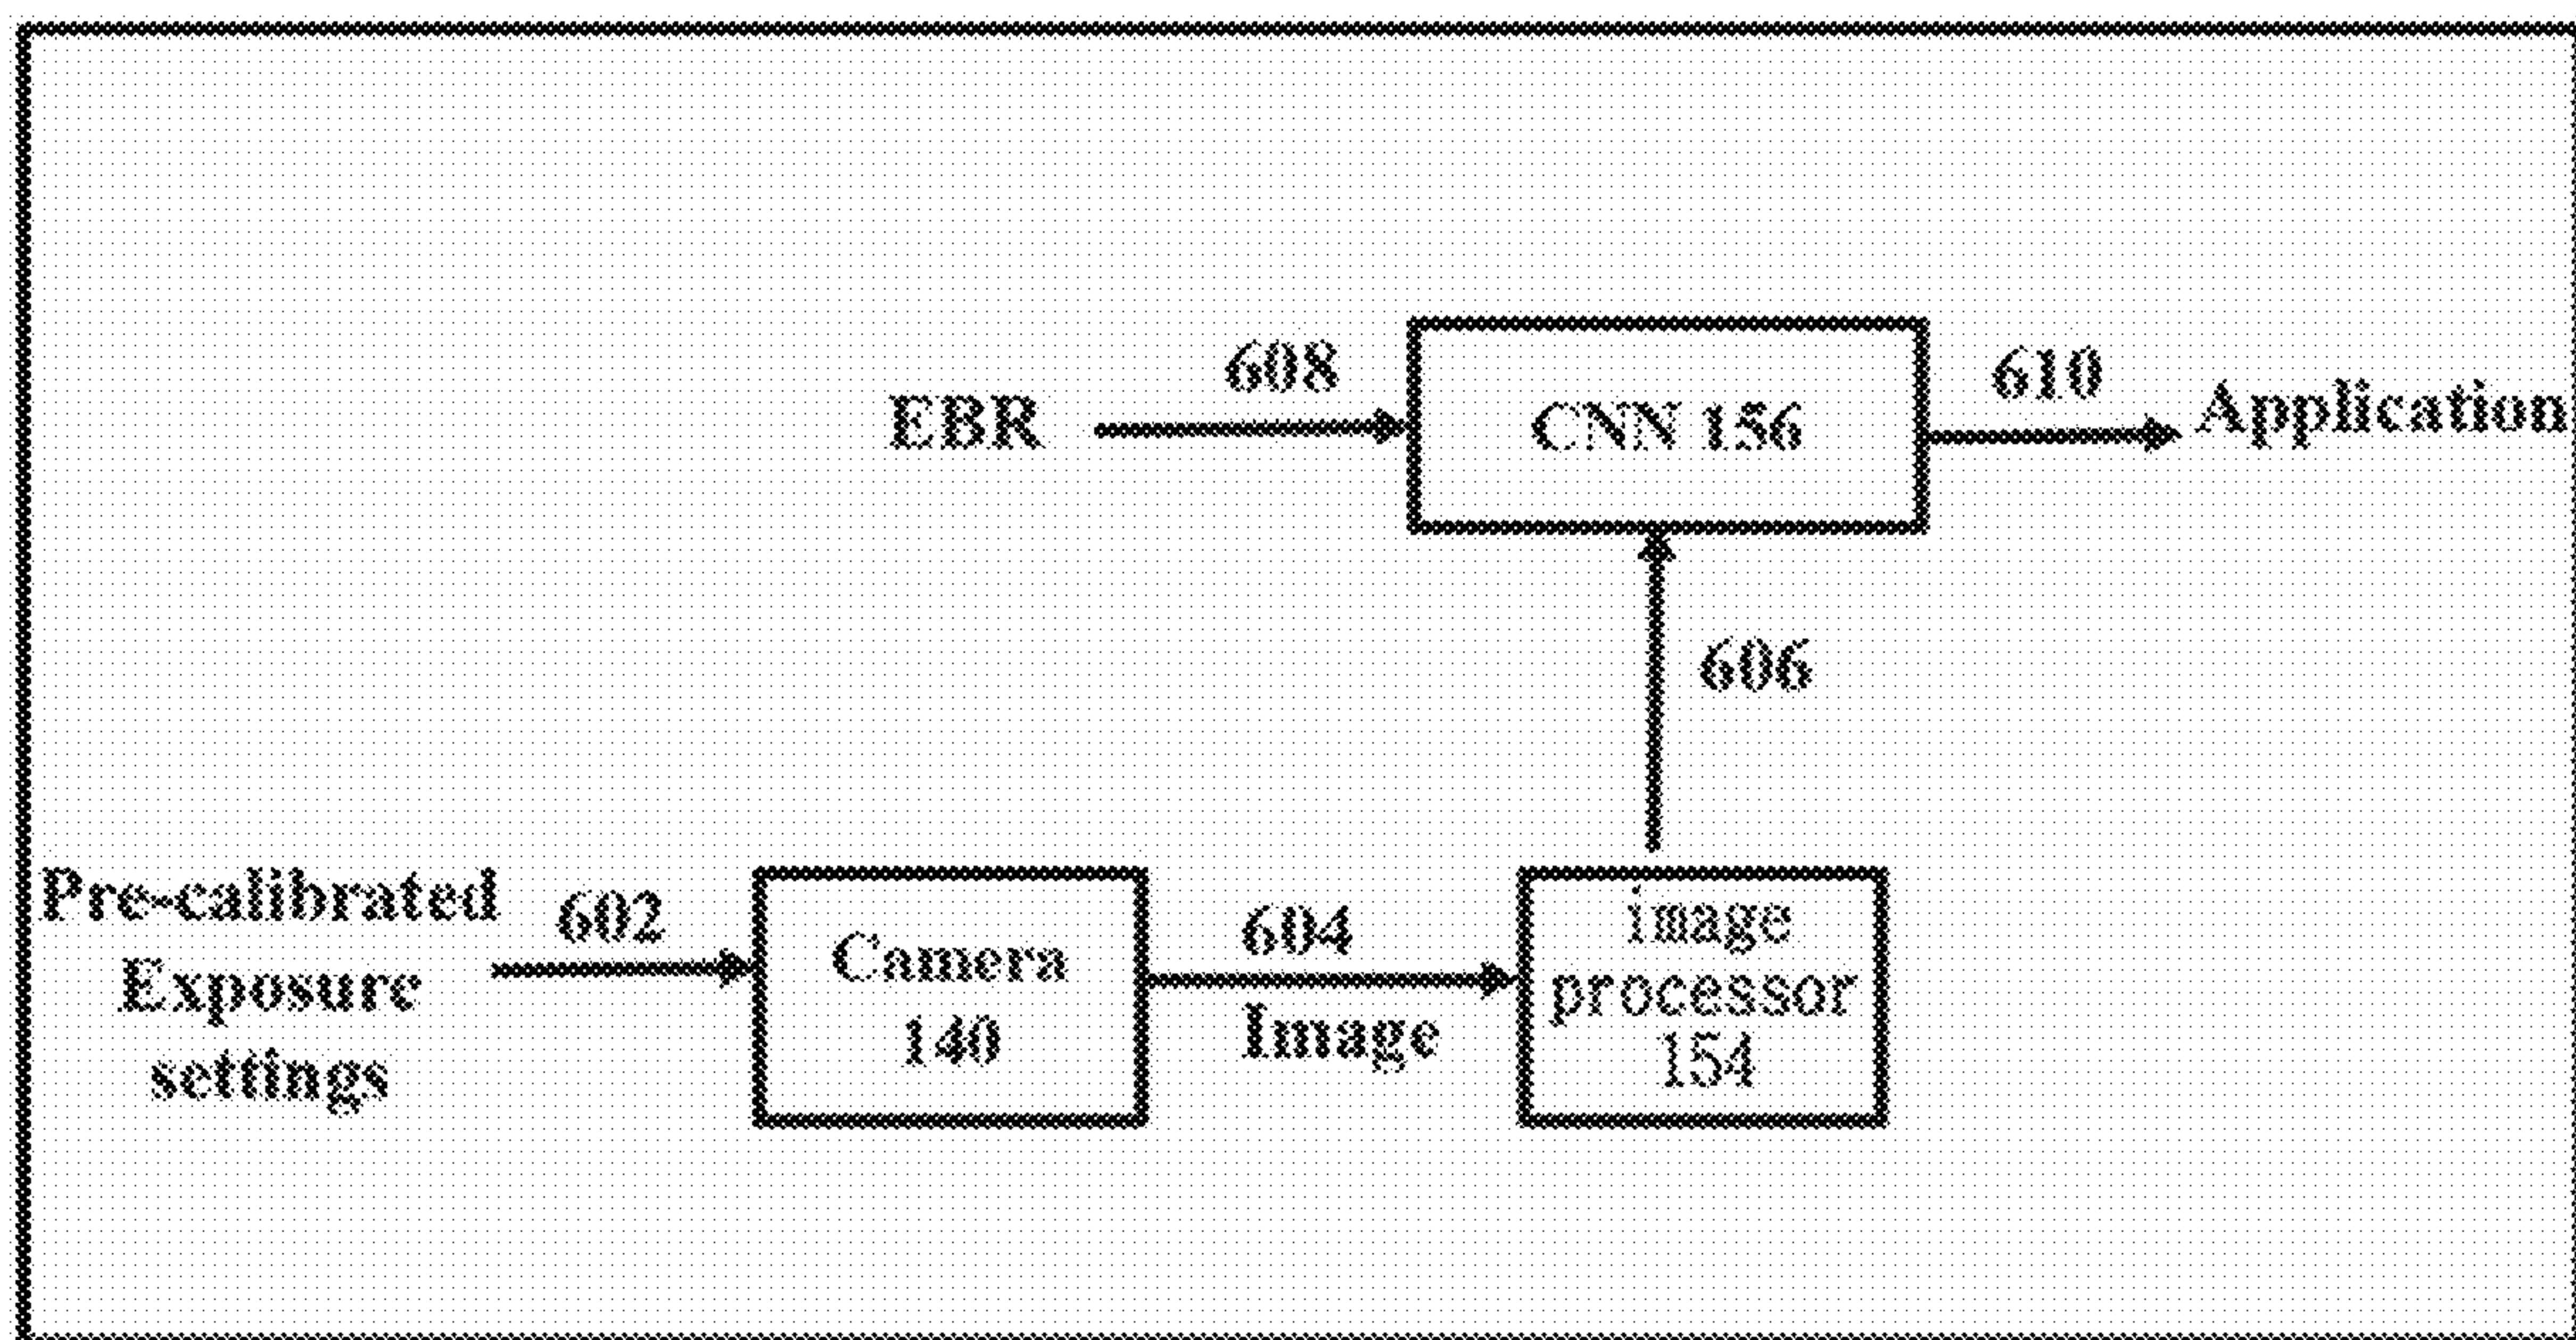 608
EBR
CNN 156
610
Application
606
Pre-calibrated
Exposure
settings
602
Camera
140
604
Image
image
processor
154